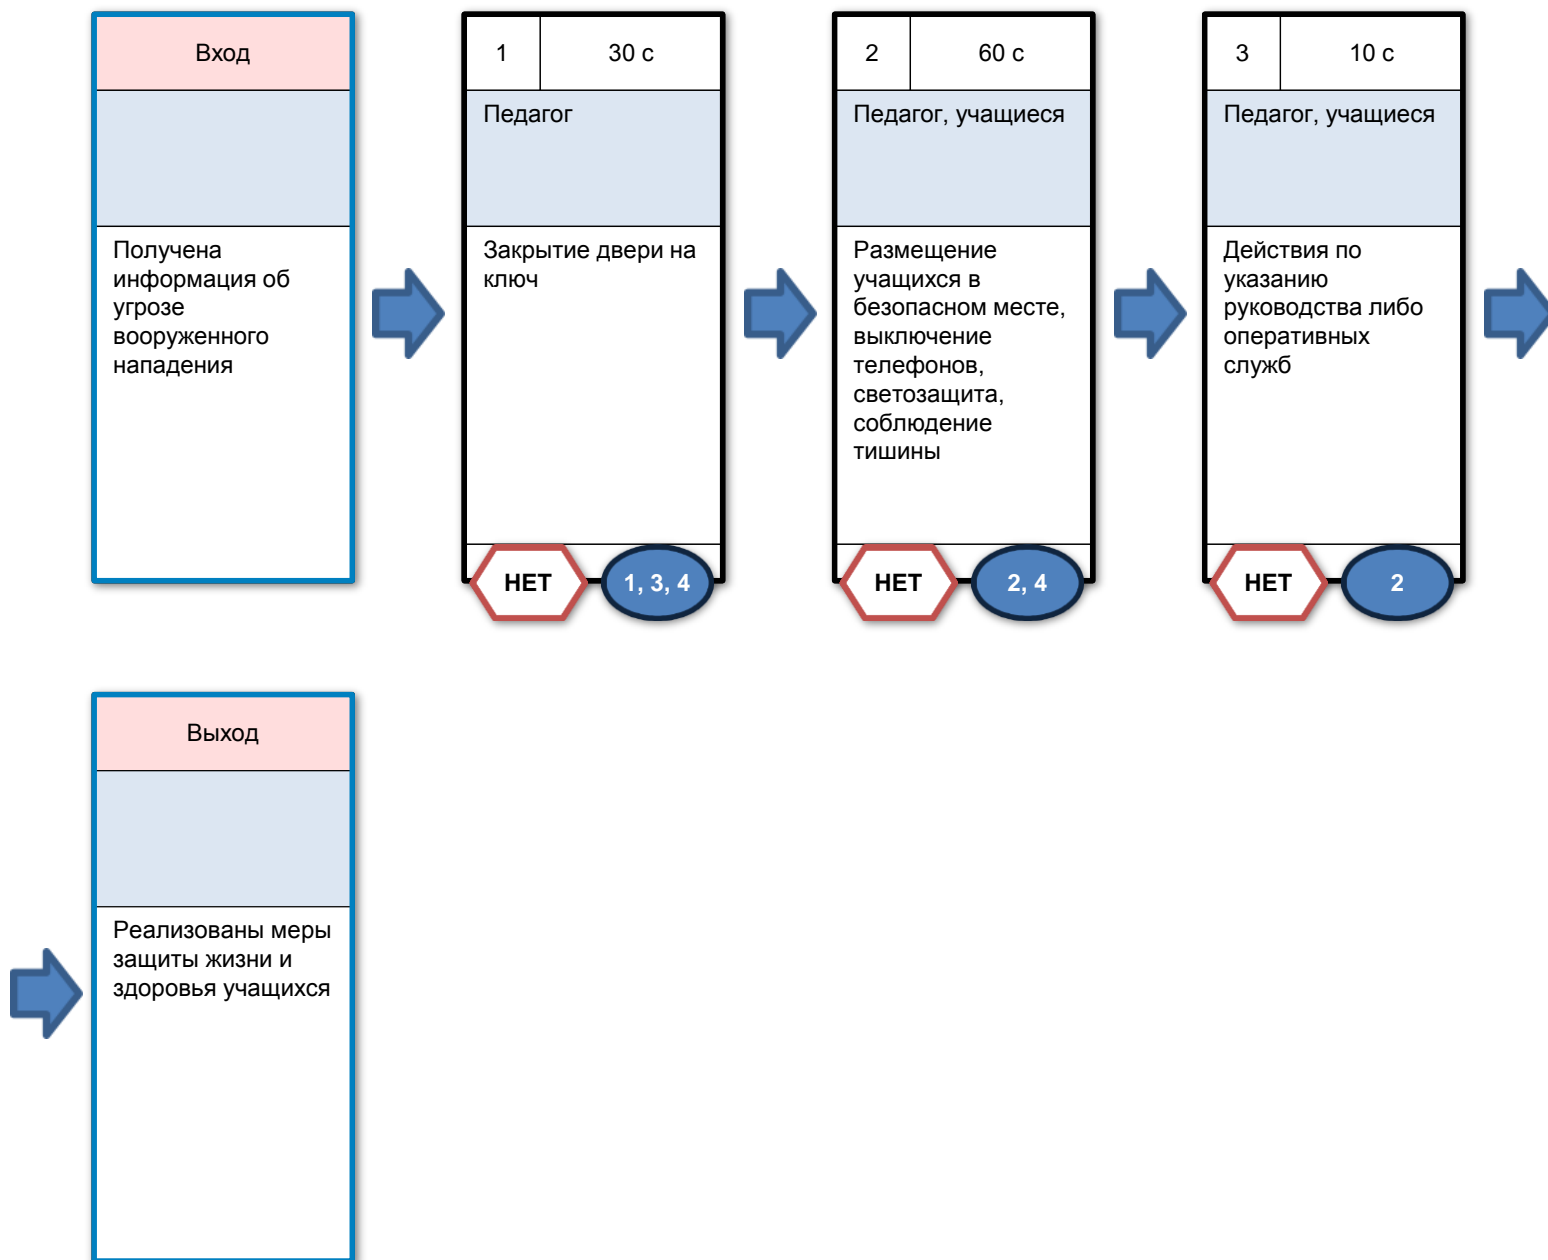 Вход
Получена
информация об
угрозе
вооруженного
нападения
1
30 с
Педагог
Закрытие двери на
ключ
НЕТ
1, 3, 4
2
60 с
Педагог, учащиеся
Размещение
учащихся в
безопасном месте,
выключение
телефонов,
светозащита,
соблюдение
тишины
НЕТ
2, 4
3
10 с
Педагог, учащиеся
Действия по
указанию
руководства либо
оперативных
служб
НЕТ
2
Выход
Реализованы меры
защиты жизни и
здоровья учащихся